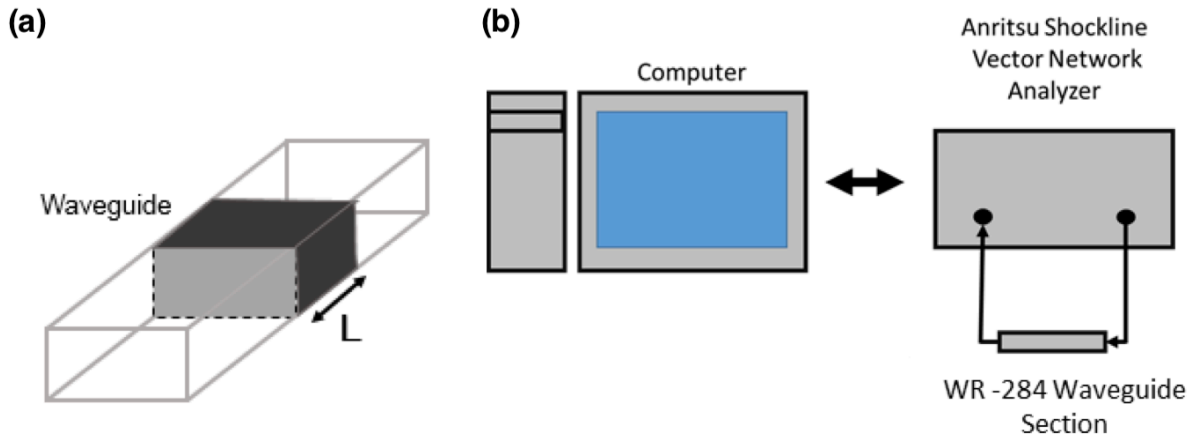 (a)
Waveguide
L
(b)
Computer
Anritsu Shockline
Vector Network
Analyzer
WR -284 Waveguide
Section